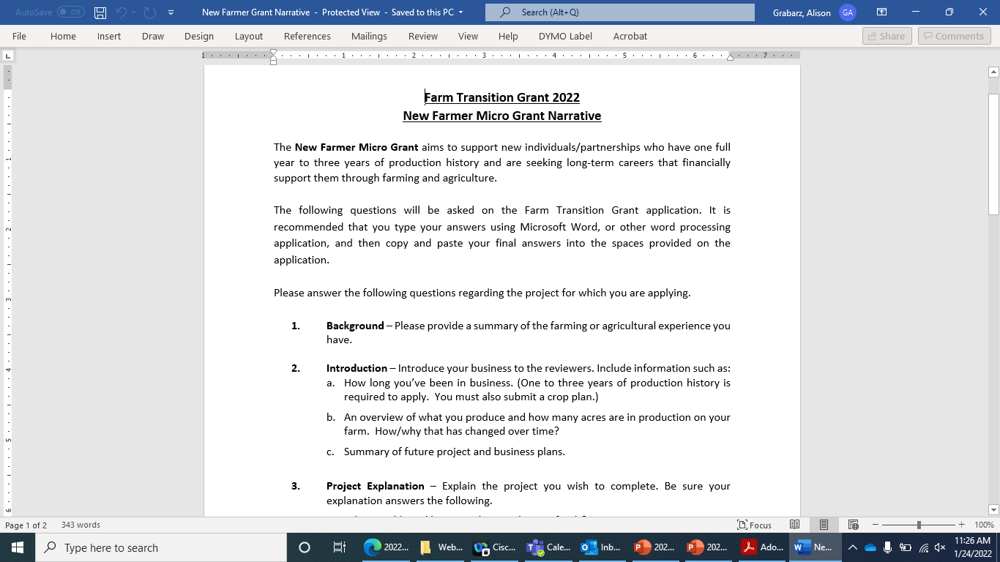 AutoSave Off New Farmer Grant Narrative - Protected View - Saved to this PC Search (Alt+Q) Grabarz, Alison GA
File Home Insert Draw Design Layout References Mailings Review View Help DYMO Label Acrobat Share Comments
1 1 2 3 4 5 6 7
Farm Transition Grant 2022
New Farmer Micro Grant Narrative
The New Farmer Micro Grant aims to support new individuals/partnerships who have one full
year to three years of production history and are seeking long-term careers that financially
support them through farming and agriculture.
The following questions will be asked on the Farm Transition Grant application. It is
recommended that you type your answers using Microsoft Word, or other word processing
application, and then copy and paste your final answers into the spaces provided on the
application.
Please answer the following questions regarding the project for which you are applying.
1. Background – Please provide a summary of the farming or agricultural experience you
have.
2. Introduction – Introduce your business to the reviewers. Include information such as:
a. How long you’ve been in business. (One to three years of production history is
required to apply. You must also submit a crop plan.)
b. An overview of what you produce and how many acres are in production on your
farm. How/why that has changed over time?
c. Summary of future project and business plans.
3. Project Explanation – Explain the project you wish to complete. Be sure your
explanation answers the following.
Page 1 of 2 343 words Focus 100%
Type here to search 2022... Web... Cisc... Cale... Inb... 202... 202... Ado... Ne... 11:26 AM
1/24/2022